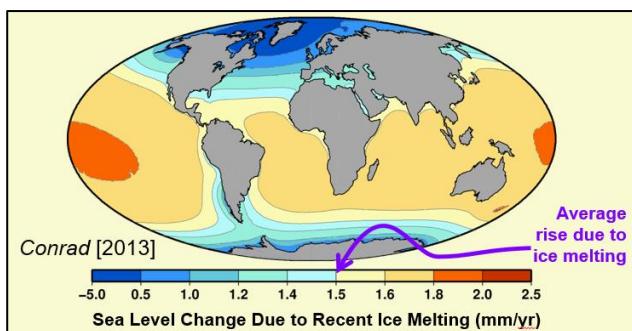 Average
rise due to
ice melting
Conrad [2013]
−5.0 0.5 1.0 1.2 1.4 1.5 1.6 1.8 2.0 2.5
Sea Level Change Due to Recent Ice Melting (mm/yr)